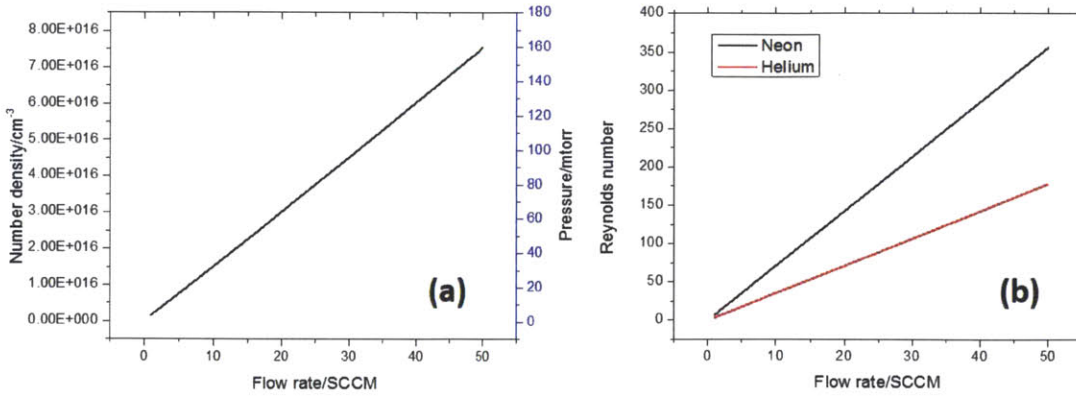 Number density/cm-3
8.00E+016
7.00E+016
6.00E+016
5.00E+016
4.00E+016
3.00E+016
2.00E+016
1.00E+016
0.00E+000
0 10 20 30 40 50
Flow rate/SCCM
180
160
140
120
100
80
60
40
20
0
Pressure/mtorr
(a)
Reynolds number
400
350
300
250
200
150
100
50
0
Neon
Helium
0 10 20 30 40 50
Flow rate/SCCM
(b)